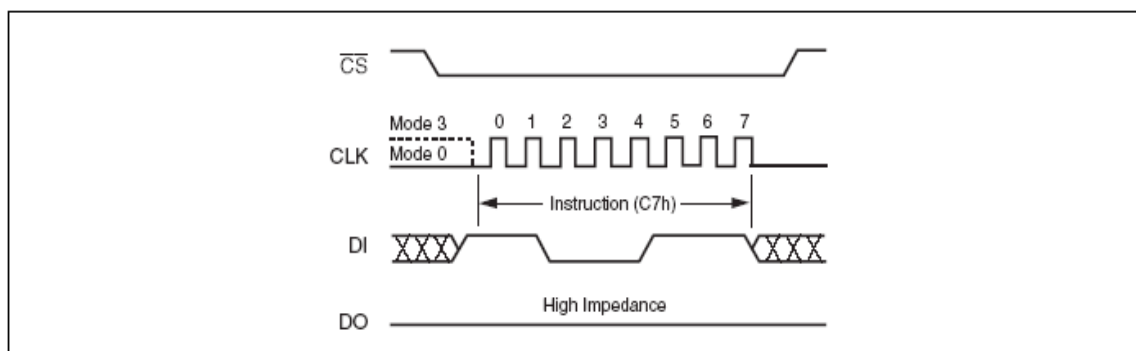 CS
Mode 3
0 1 2 3 4 5 6 7
CLK
Mode 0
Instruction (C7h)
DI
High Impedance
DO